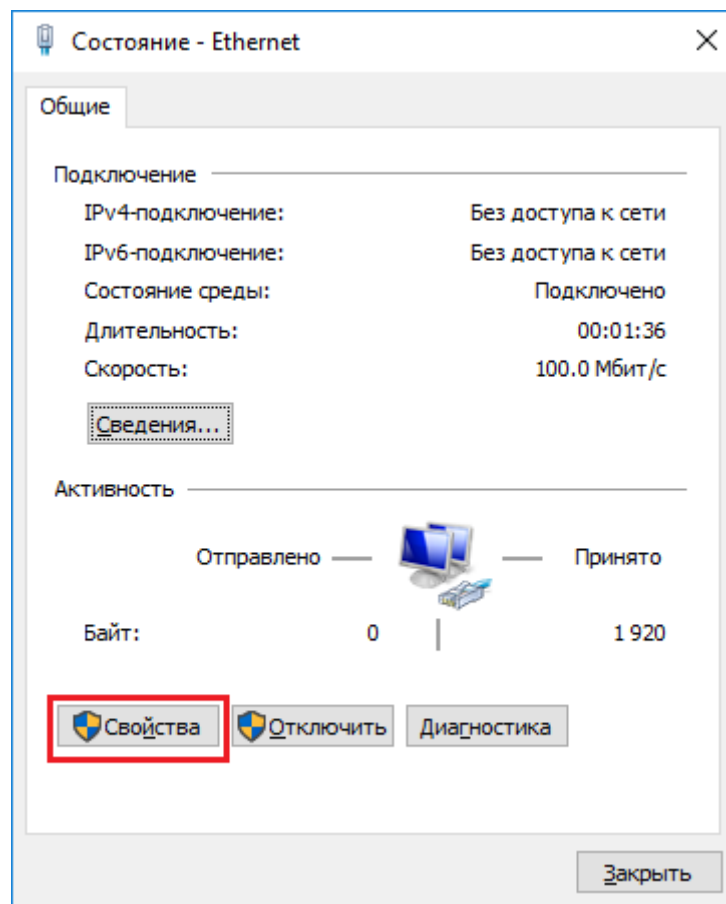 Состояние - Ethernet
Общие
Подключение
IPv4-подключение: Без доступа к сети
IPv6-подключение: Без доступа к сети
Состояние среды: Подключено
Длительность: 00:01:36
Скорость: 100.0 Мбит/с
Сведения...
Активность
Отправлено Принято
Байт: 0 1 920
Свойства Отключить Диагностика
Закрыть